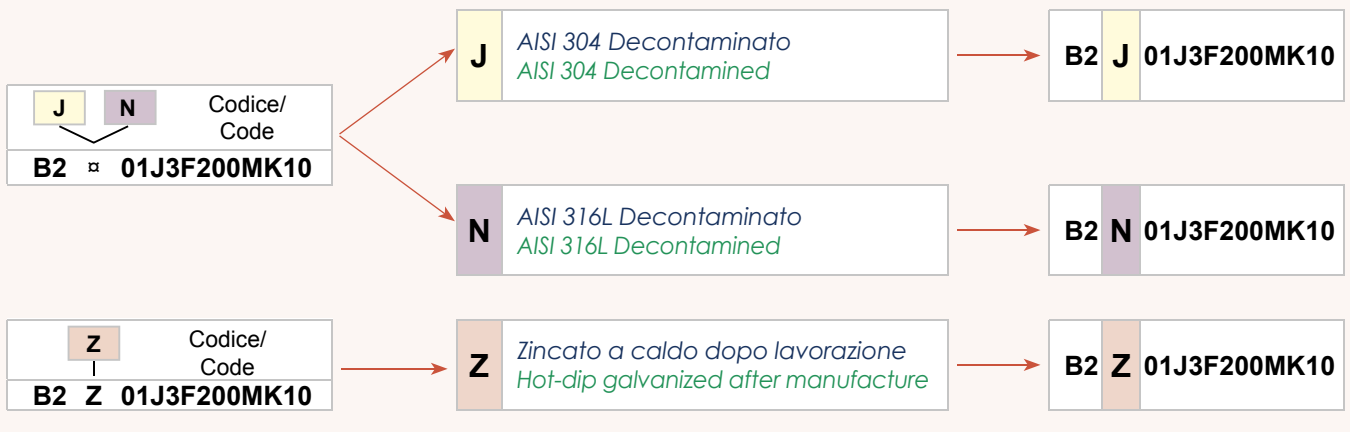 J N Codice/
Code
B2 ¤ 01J3F200MK10
J AISI 304 Decontaminato
AISI 304 Decontamined
B2 J 01J3F200MK10
N AISI 316L Decontaminato
AISI 316L Decontamined
B2 N 01J3F200MK10
Z Codice/
Code
B2 Z 01J3F200MK10
Z Zincato a caldo dopo lavorazione
Hot-dip galvanized after manufacture
B2 Z 01J3F200MK10